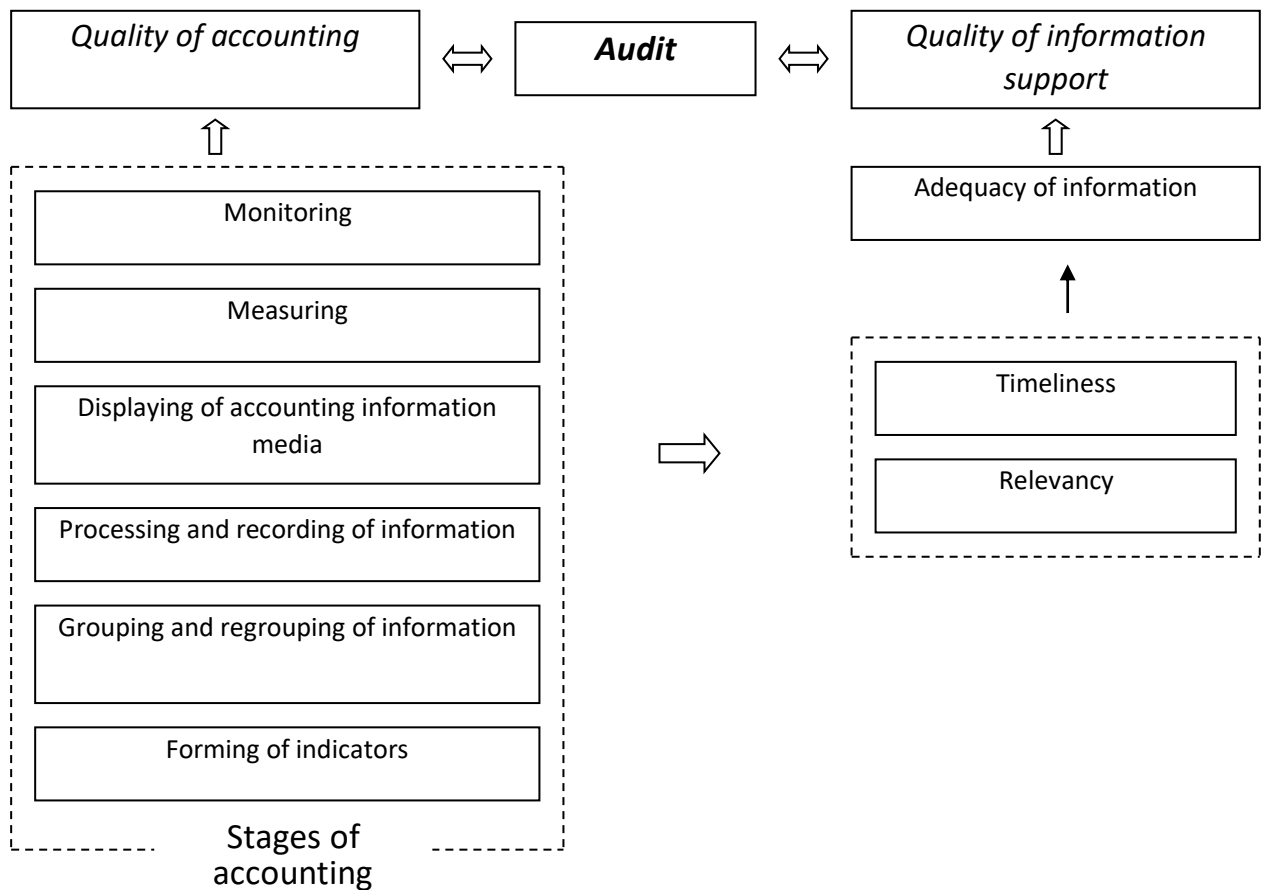 Quality of accounting
Audit
Quality of information
support
Monitoring
Measuring
Displaying of accounting information
media
Processing and recording of information
Grouping and regrouping of information
Forming of indicators
Stages of
accounting
Adequacy of information
Timeliness
Relevancy